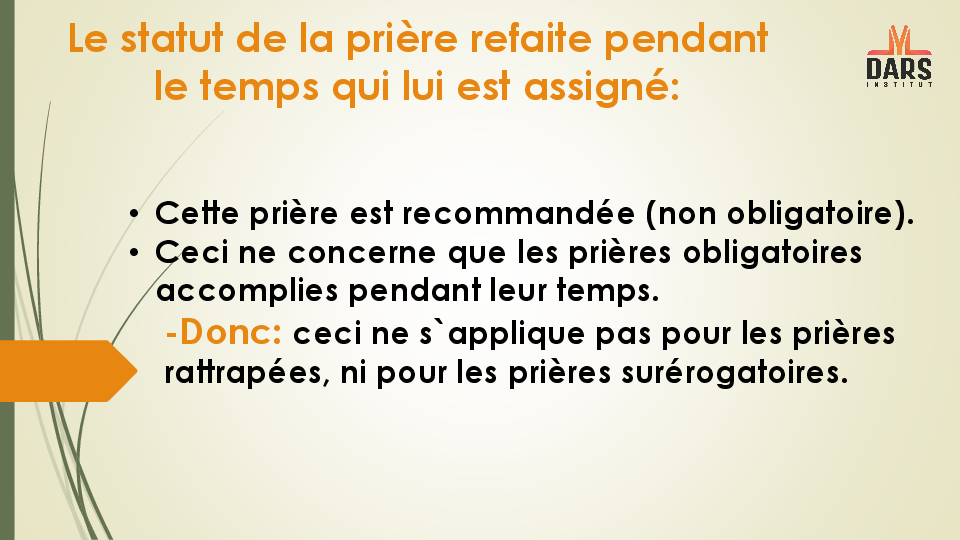 Le statut de la prière refaite pendant
le temps qui lui est assigné:
DARS
INSTITUT
• Cette prière est recommandée (non obligatoire).
• Ceci ne concerne que les prières obligatoires
accomplies pendant leur temps.
-Donc: ceci ne s`applique pas pour les prières
rattrapées, ni pour les prières surérogatoires.